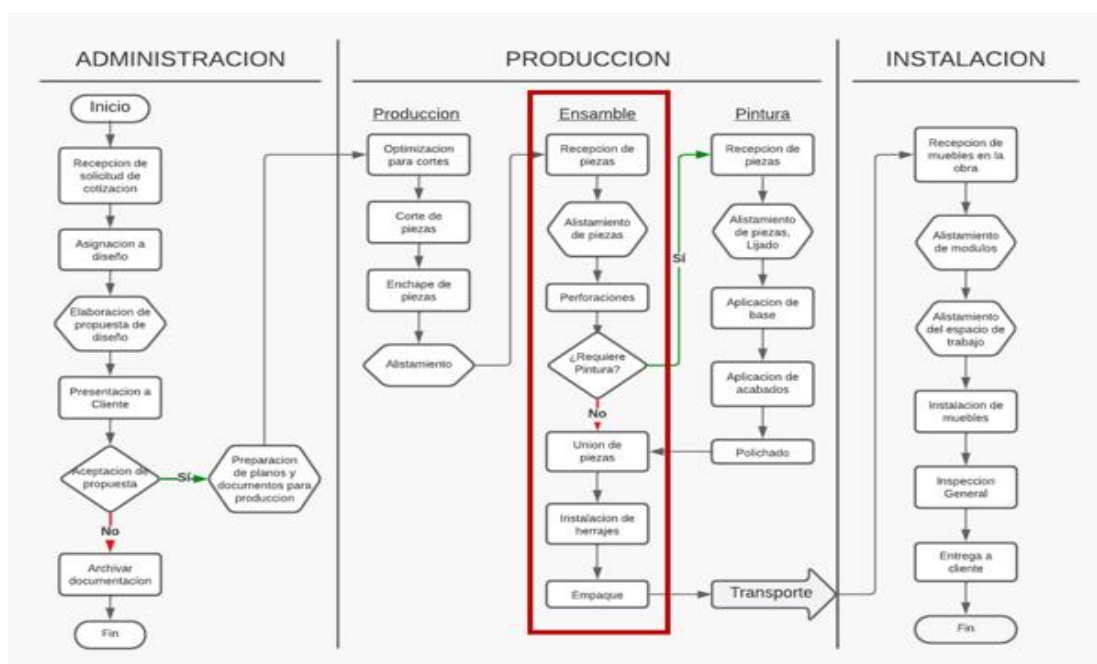 ADMINISTRACION
Inicio
Recepcion de
solicitud de
cotizacion
Asignacion a
diseño
Elaboracion de
propuesta de
diseño
Presentacion a
Cliente
Aceptacion de
propuesta
Sí
No
Preparacion
de planos y
documentos para
produccion
Archivar
documentacion
Fin
PRODUCCION
Produccion
Optimizacion
para cortes
Corte de
piezas
Enchape de
piezas
Alistamiento
Ensamble
Recepcion de
piezas
Alistamiento
de piezas
Perforaciones
¿Requiere
Pintura?
Sí
No
Union de
piezas
Instalacion de
herrajes
Empaque
Pintura
Recepcion de
piezas
Alistamiento
de piezas,
Lijado
Aplicacion de
base
Aplicacion de
acabados
Polichado
Transporte
INSTALACION
Recepcion de
muebles en la
obra
Alistamiento
de modulos
Alistamiento
del espacio de
trabajo
Instalacion de
muebles
Inspeccion
General
Entrega a
cliente
Fin